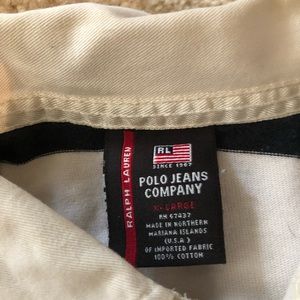 RALPH LAUREN
RL
SINCE 1967
POLO JEANS
COMPANY
X-LARGE
RN 67437
MADE IN NORTHERN
MARIANA ISLANDS
(U.S.A.)
OF IMPORTED FABRIC
100% COTTON